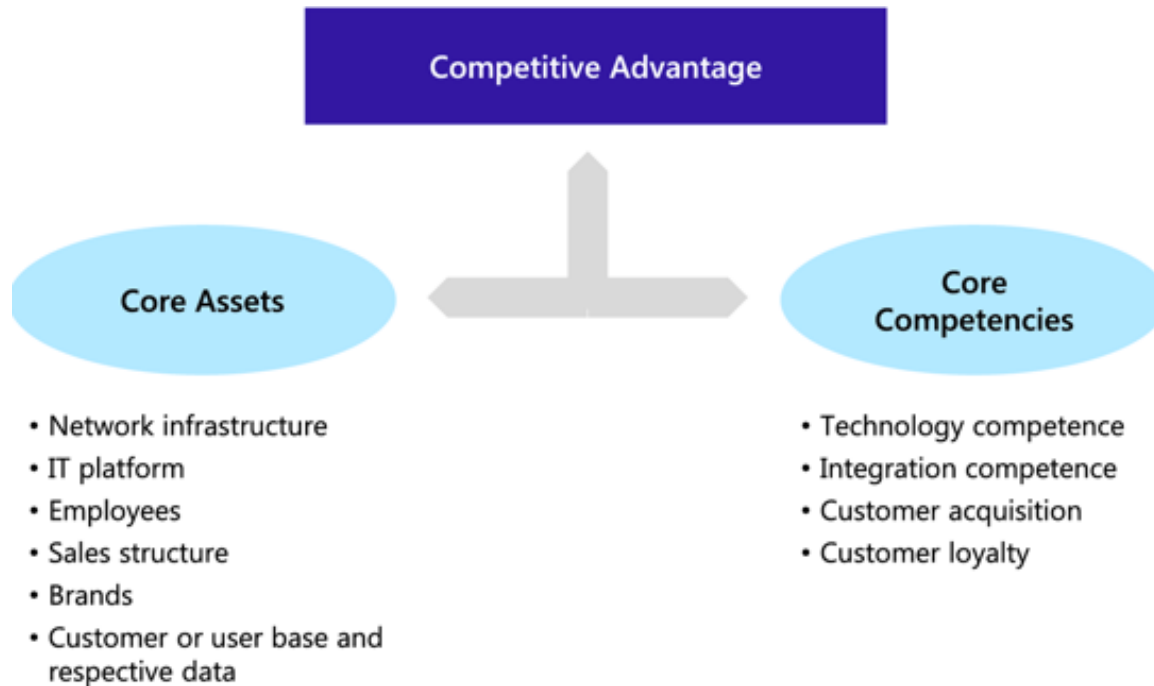 Competitive Advantage
Core Assets
• Network infrastructure
• IT platform
• Employees
• Sales structure
• Brands
• Customer or user base and
respective data
Core
Competencies
• Technology competence
• Integration competence
• Customer acquisition
• Customer loyalty